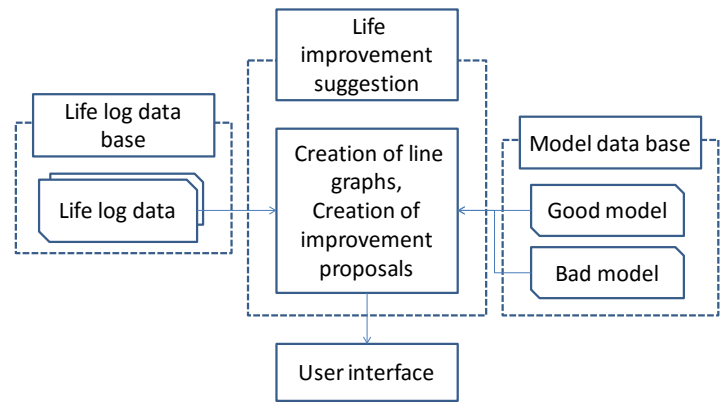 Life
improvement
suggestion
Life log data
base
Life log data
Creation of line
graphs,
Creation of
improvement
proposals
Model data base
Good model
Bad model
User interface